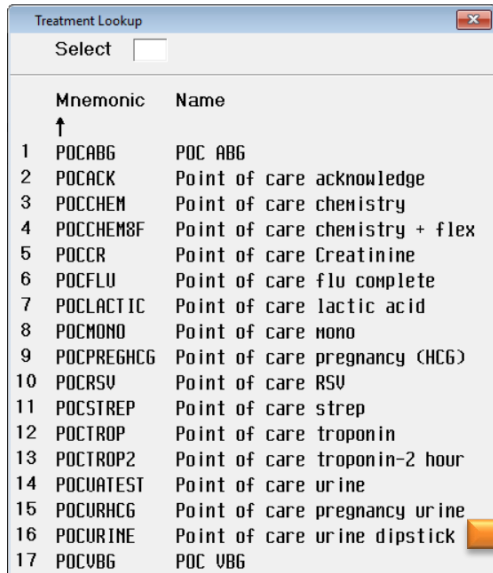 Treatment Lookup
Select
Mnemonic Name
1 POCABG POC ABG
2 POCACK Point of care acknowledge
3 POCCHEM Point of care chemistry
4 POCCHEM8F Point of care chemistry + flex
5 POCCR Point of care Creatinine
6 POCFLU Point of care flu complete
7 POCLACTIC Point of care lactic acid
8 POCMONO Point of care mono
9 POCPREGHCG Point of care pregnancy (HCG)
10 POCRSV Point of care RSV
11 POCSTREP Point of care strep
12 POCTROP Point of care troponin
13 POCTROP2 Point of care troponin-2 hour
14 POCUATEST Point of care urine
15 POCURHCG Point of care pregnancy urine
16 POCURINE Point of care urine dipstick
17 POCVBG POC VBG